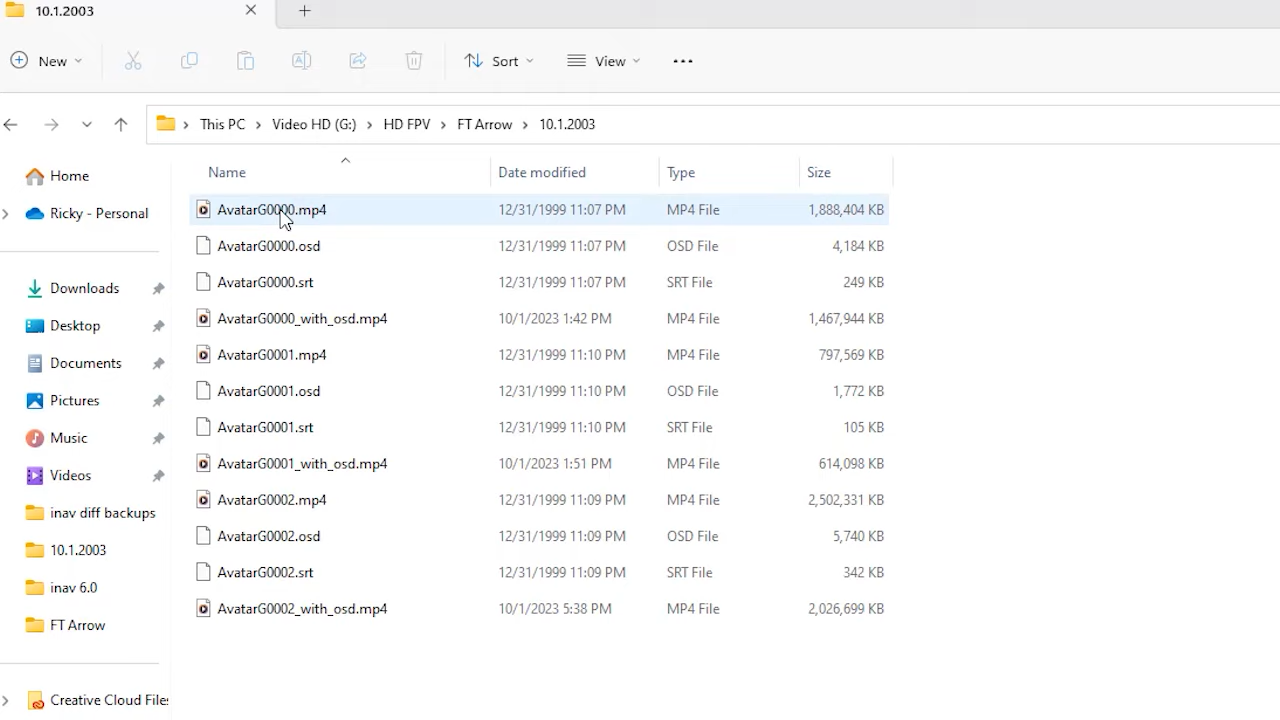 10.1.2003
New
Sort
View
This PC > Video HD (G:) > HD FPV > FT Arrow > 10.1.2003
Name Date modified Type Size
Home
Ricky - Personal
Downloads
Desktop
Documents
Pictures
Music
Videos
inav diff backups
10.1.2003
inav 6.0
FT Arrow
Creative Cloud Files
AvatarG0000.mp4 12/31/1999 11:07 PM MP4 File 1,888,404 KB
AvatarG0000.osd 12/31/1999 11:07 PM OSD File 4,184 KB
AvatarG0000.srt 12/31/1999 11:07 PM SRT File 249 KB
AvatarG0000_with_osd.mp4 10/1/2023 1:42 PM MP4 File 1,467,944 KB
AvatarG0001.mp4 12/31/1999 11:10 PM MP4 File 797,569 KB
AvatarG0001.osd 12/31/1999 11:10 PM OSD File 1,772 KB
AvatarG0001.srt 12/31/1999 11:10 PM SRT File 105 KB
AvatarG0001_with_osd.mp4 10/1/2023 1:51 PM MP4 File 614,098 KB
AvatarG0002.mp4 12/31/1999 11:09 PM MP4 File 2,502,331 KB
AvatarG0002.osd 12/31/1999 11:09 PM OSD File 5,740 KB
AvatarG0002.srt 12/31/1999 11:09 PM SRT File 342 KB
AvatarG0002_with_osd.mp4 10/1/2023 5:38 PM MP4 File 2,026,699 KB